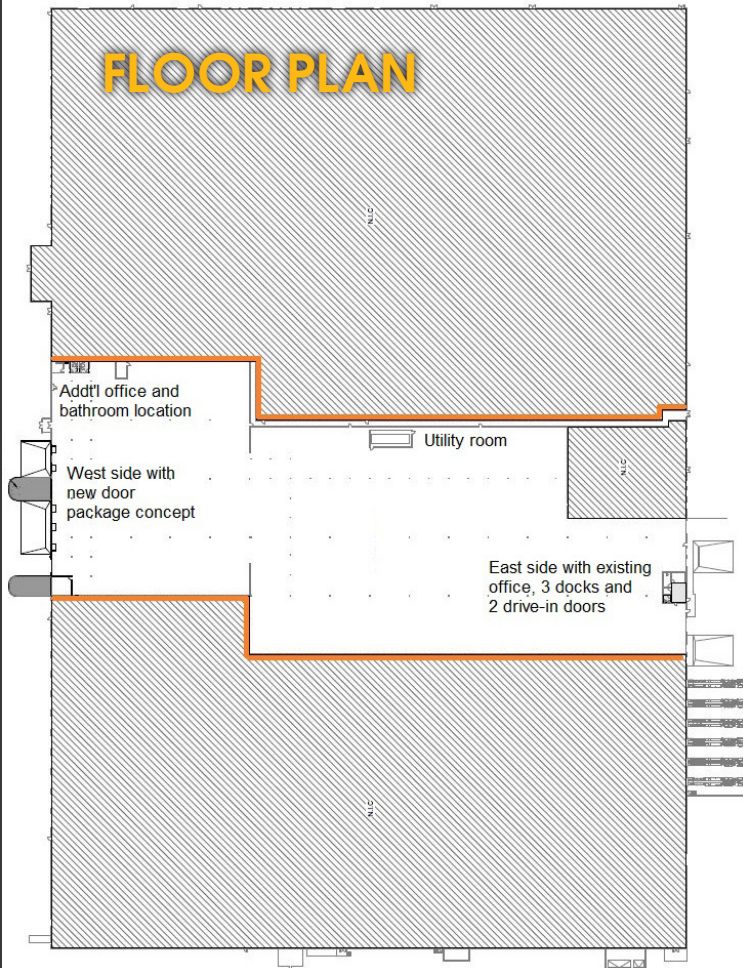 FLOOR PLAN
N.I.C
Addt'l office and
bathroom location
Utility room
West side with
new door
package concept
N.I.C
East side with existing
office, 3 docks and
2 drive-in doors
N.I.C